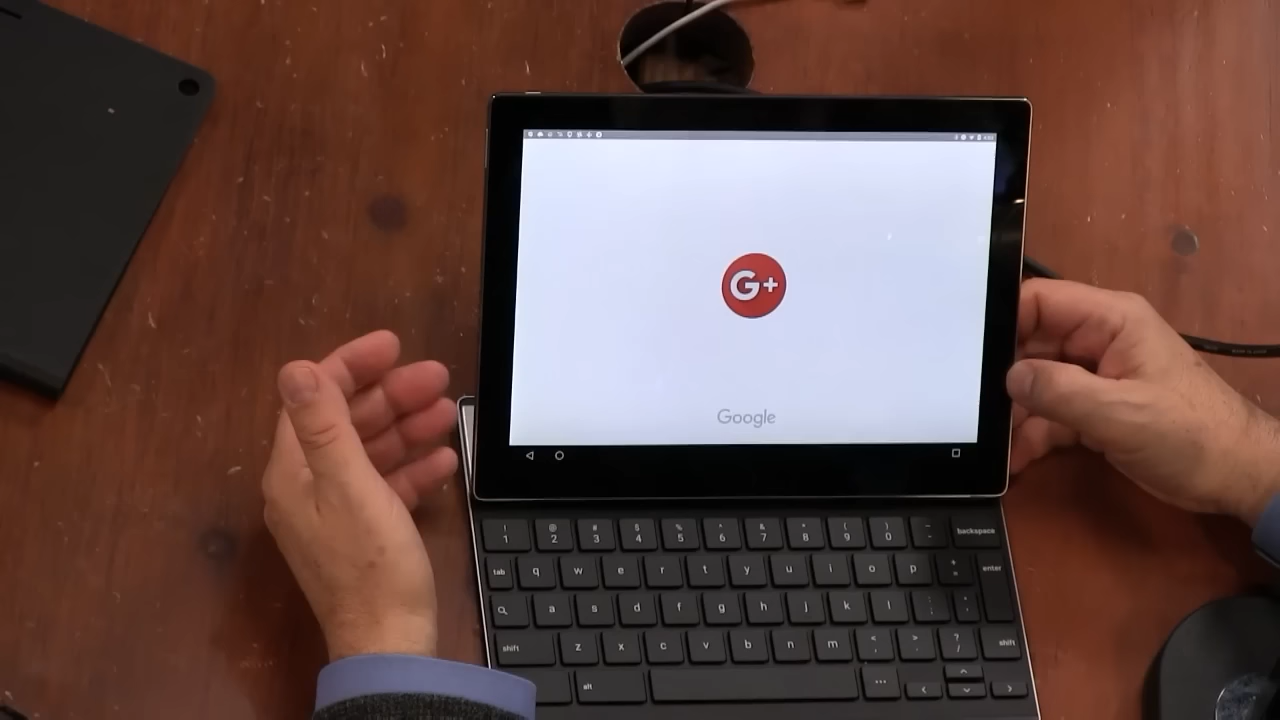 G+
Google
! @ # $ % ^ & * ( ) -
1 2 3 4 5 6 7 8 9 0 - backspace
tab q w e r t y u i o p + = enter
a s d f g h j k l : ;
shift z x c v b n m < , > . ? / shift
alt ...